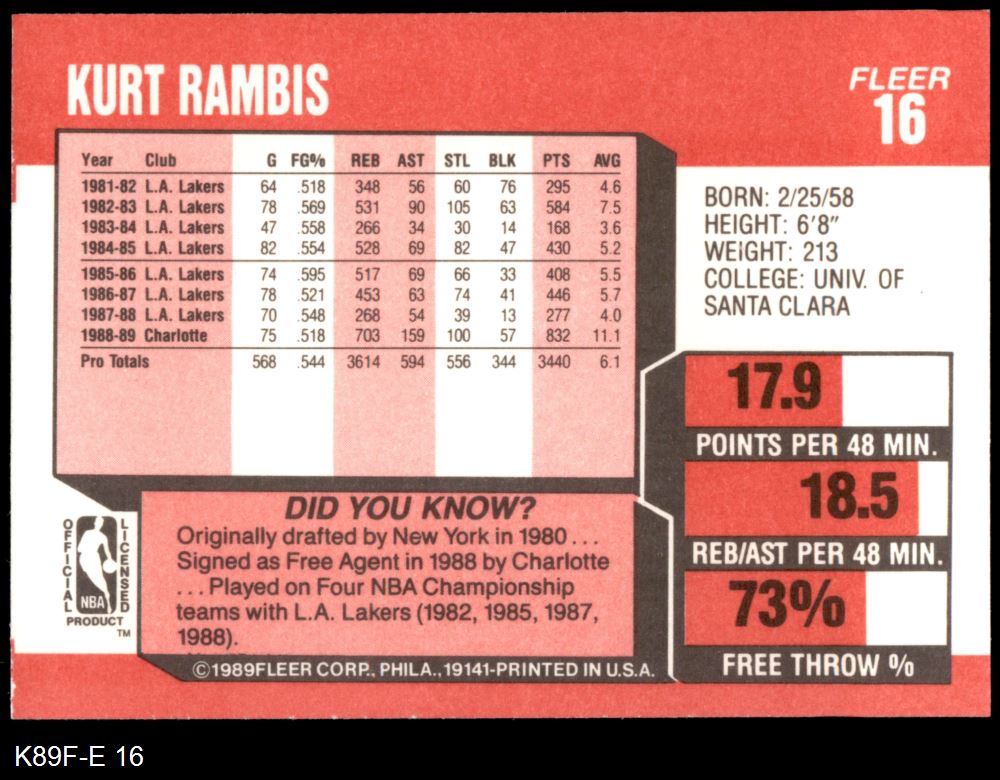 KURT RAMBIS
FLEER
16
Year Club G FG% REB AST STL BLK PTS AVG
1981-82 L.A. Lakers 64 .518 348 56 60 76 295 4.6
1982-83 L.A. Lakers 78 .569 531 90 105 63 584 7.5
1983-84 L.A. Lakers 47 .558 266 34 30 14 168 3.6
1984-85 L.A. Lakers 82 .554 528 69 82 47 430 5.2
1985-86 L.A. Lakers 74 .595 517 69 66 33 408 5.5
1986-87 L.A. Lakers 78 .521 453 63 74 41 446 5.7
1987-88 L.A. Lakers 70 .548 268 54 39 13 277 4.0
1988-89 Charlotte 75 .518 703 159 100 57 832 11.1
Pro Totals 568 .544 3614 594 556 344 3440 6.1
BORN: 2/25/58
HEIGHT: 6'8"
WEIGHT: 213
COLLEGE: UNIV. OF
SANTA CLARA
17.9
POINTS PER 48 MIN.
18.5
REB/AST PER 48 MIN.
73%
FREE THROW %
DID YOU KNOW?
Originally drafted by New York in 1980 . . .
Signed as Free Agent in 1988 by Charlotte
. . . Played on Four NBA Championship
teams with L.A. Lakers (1982, 1985, 1987,
1988).
OFFICIAL
LICENSED
NBA
PRODUCT
TM
©1989FLEER CORP., PHILA., 19141-PRINTED IN U.S.A.
K89F-E 16